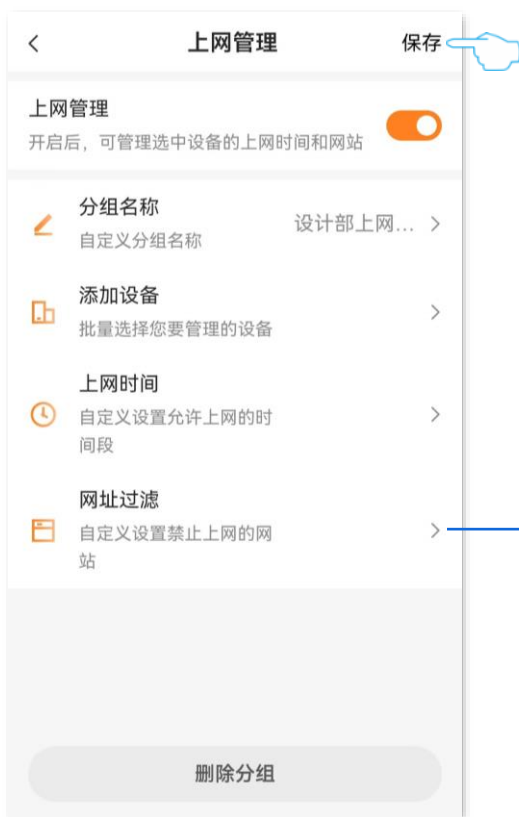 上网管理
保存
上网管理
开启后，可管理选中设备的上网时间和网站
分组名称
设计部上网...
自定义分组名称
添加设备
批量选择您要管理的设备
上网时间
自定义设置允许上网的时
间段
网址过滤
自定义设置禁止上网的网
站
删除分组